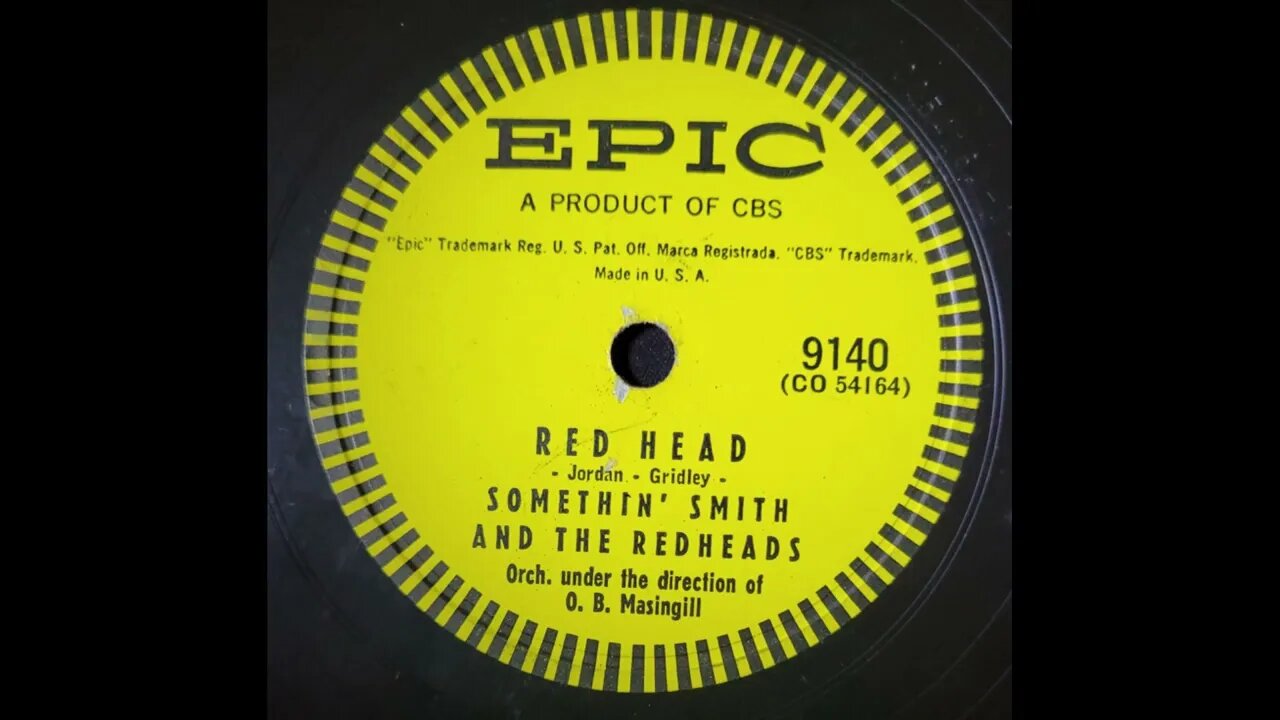 EPIC
A PRODUCT OF CBS
"Epic" Trademark Reg. U. S. Pat. Off. Marca Registrada. "CBS" Trademark.
Made in U. S. A.
9140
(CO 54164)
RED HEAD
- Jordan - Gridley -
SOMETHIN' SMITH
AND THE REDHEADS
Orch. under the direction of
O. B. Masingill